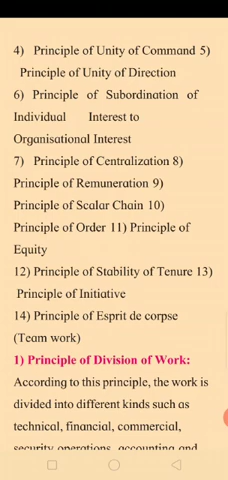 4) Principle of Unity of Command 5)
Principle of Unity of Direction
6) Principle of Subordination of
Individual Interest to
Organisational Interest
7) Principle of Centralization 8)
Principle of Remuneration 9)
Principle of Scalar Chain 10)
Principle of Order 11) Principle of
Equity
12) Principle of Stability of Tenure 13)
Principle of Initiative
14) Principle of Esprit de corpse
(Team work)
1) Principle of Division of Work:
According to this principle, the work is
divided into different kinds such as
technical, financial, commercial,
security operations, accounting and